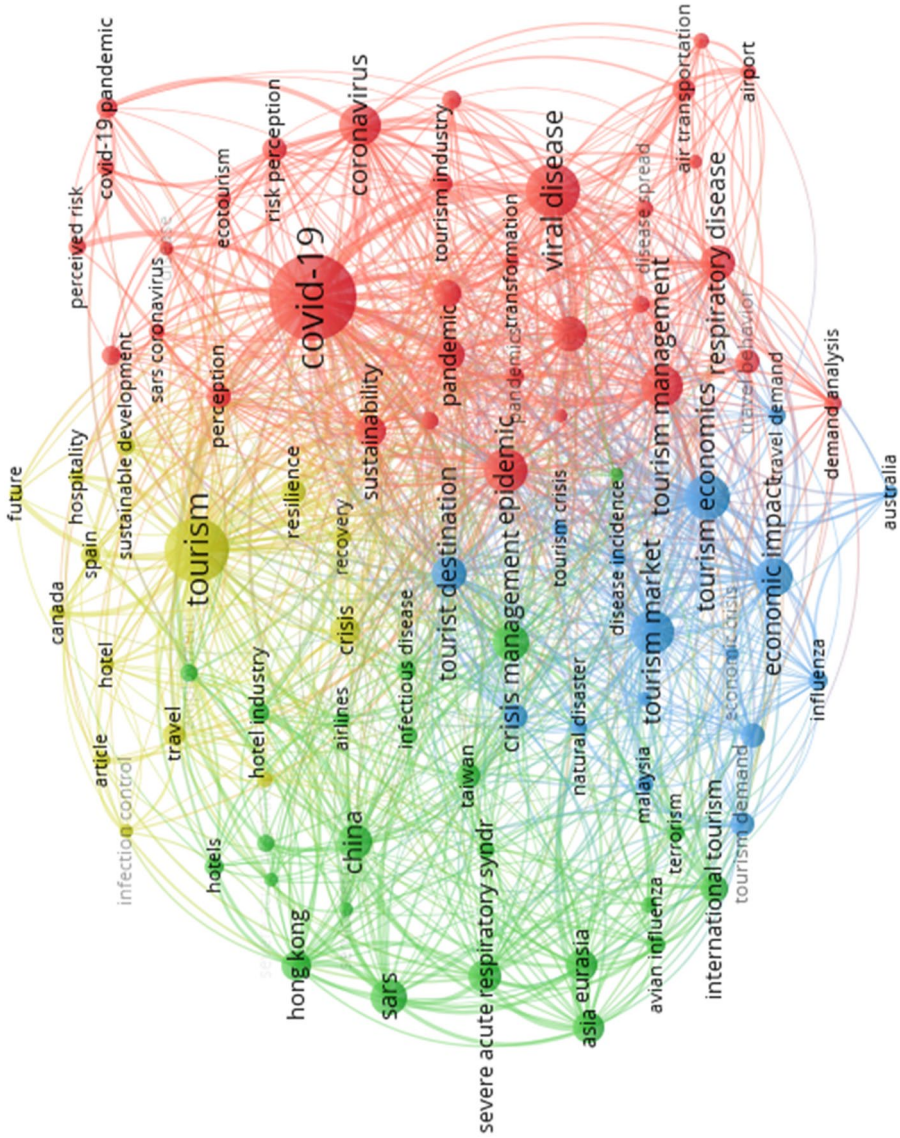 covid-19 pandemic
perceived risk
sars coronavirus
ecotourism
risk perception
coronavirus
covid-19
tourism industry
viral disease
air transportation
airport
disease spread
transformation
respiratory disease
sustainable development
perception
sustainability
pandemic
pandemics
tourism management
travel behavior
travel demand
demand analysis
future
hospitality
spain
canada
tourism
resilience
recovery
crisis
epidemic
tourist destination
crisis management
tourism crisis
disease incidence
tourism economics
tourism market
economic impact
economic crisis
australia
influenza
hotel
article
travel
infection control
hotel industry
airlines
infectious disease
natural disaster
taiwan
malaysia
terrorism
tourism demand
international tourism
hotels
china
hong kong
sars
severe acute respiratory syndr
eurasia
asia
avian influenza